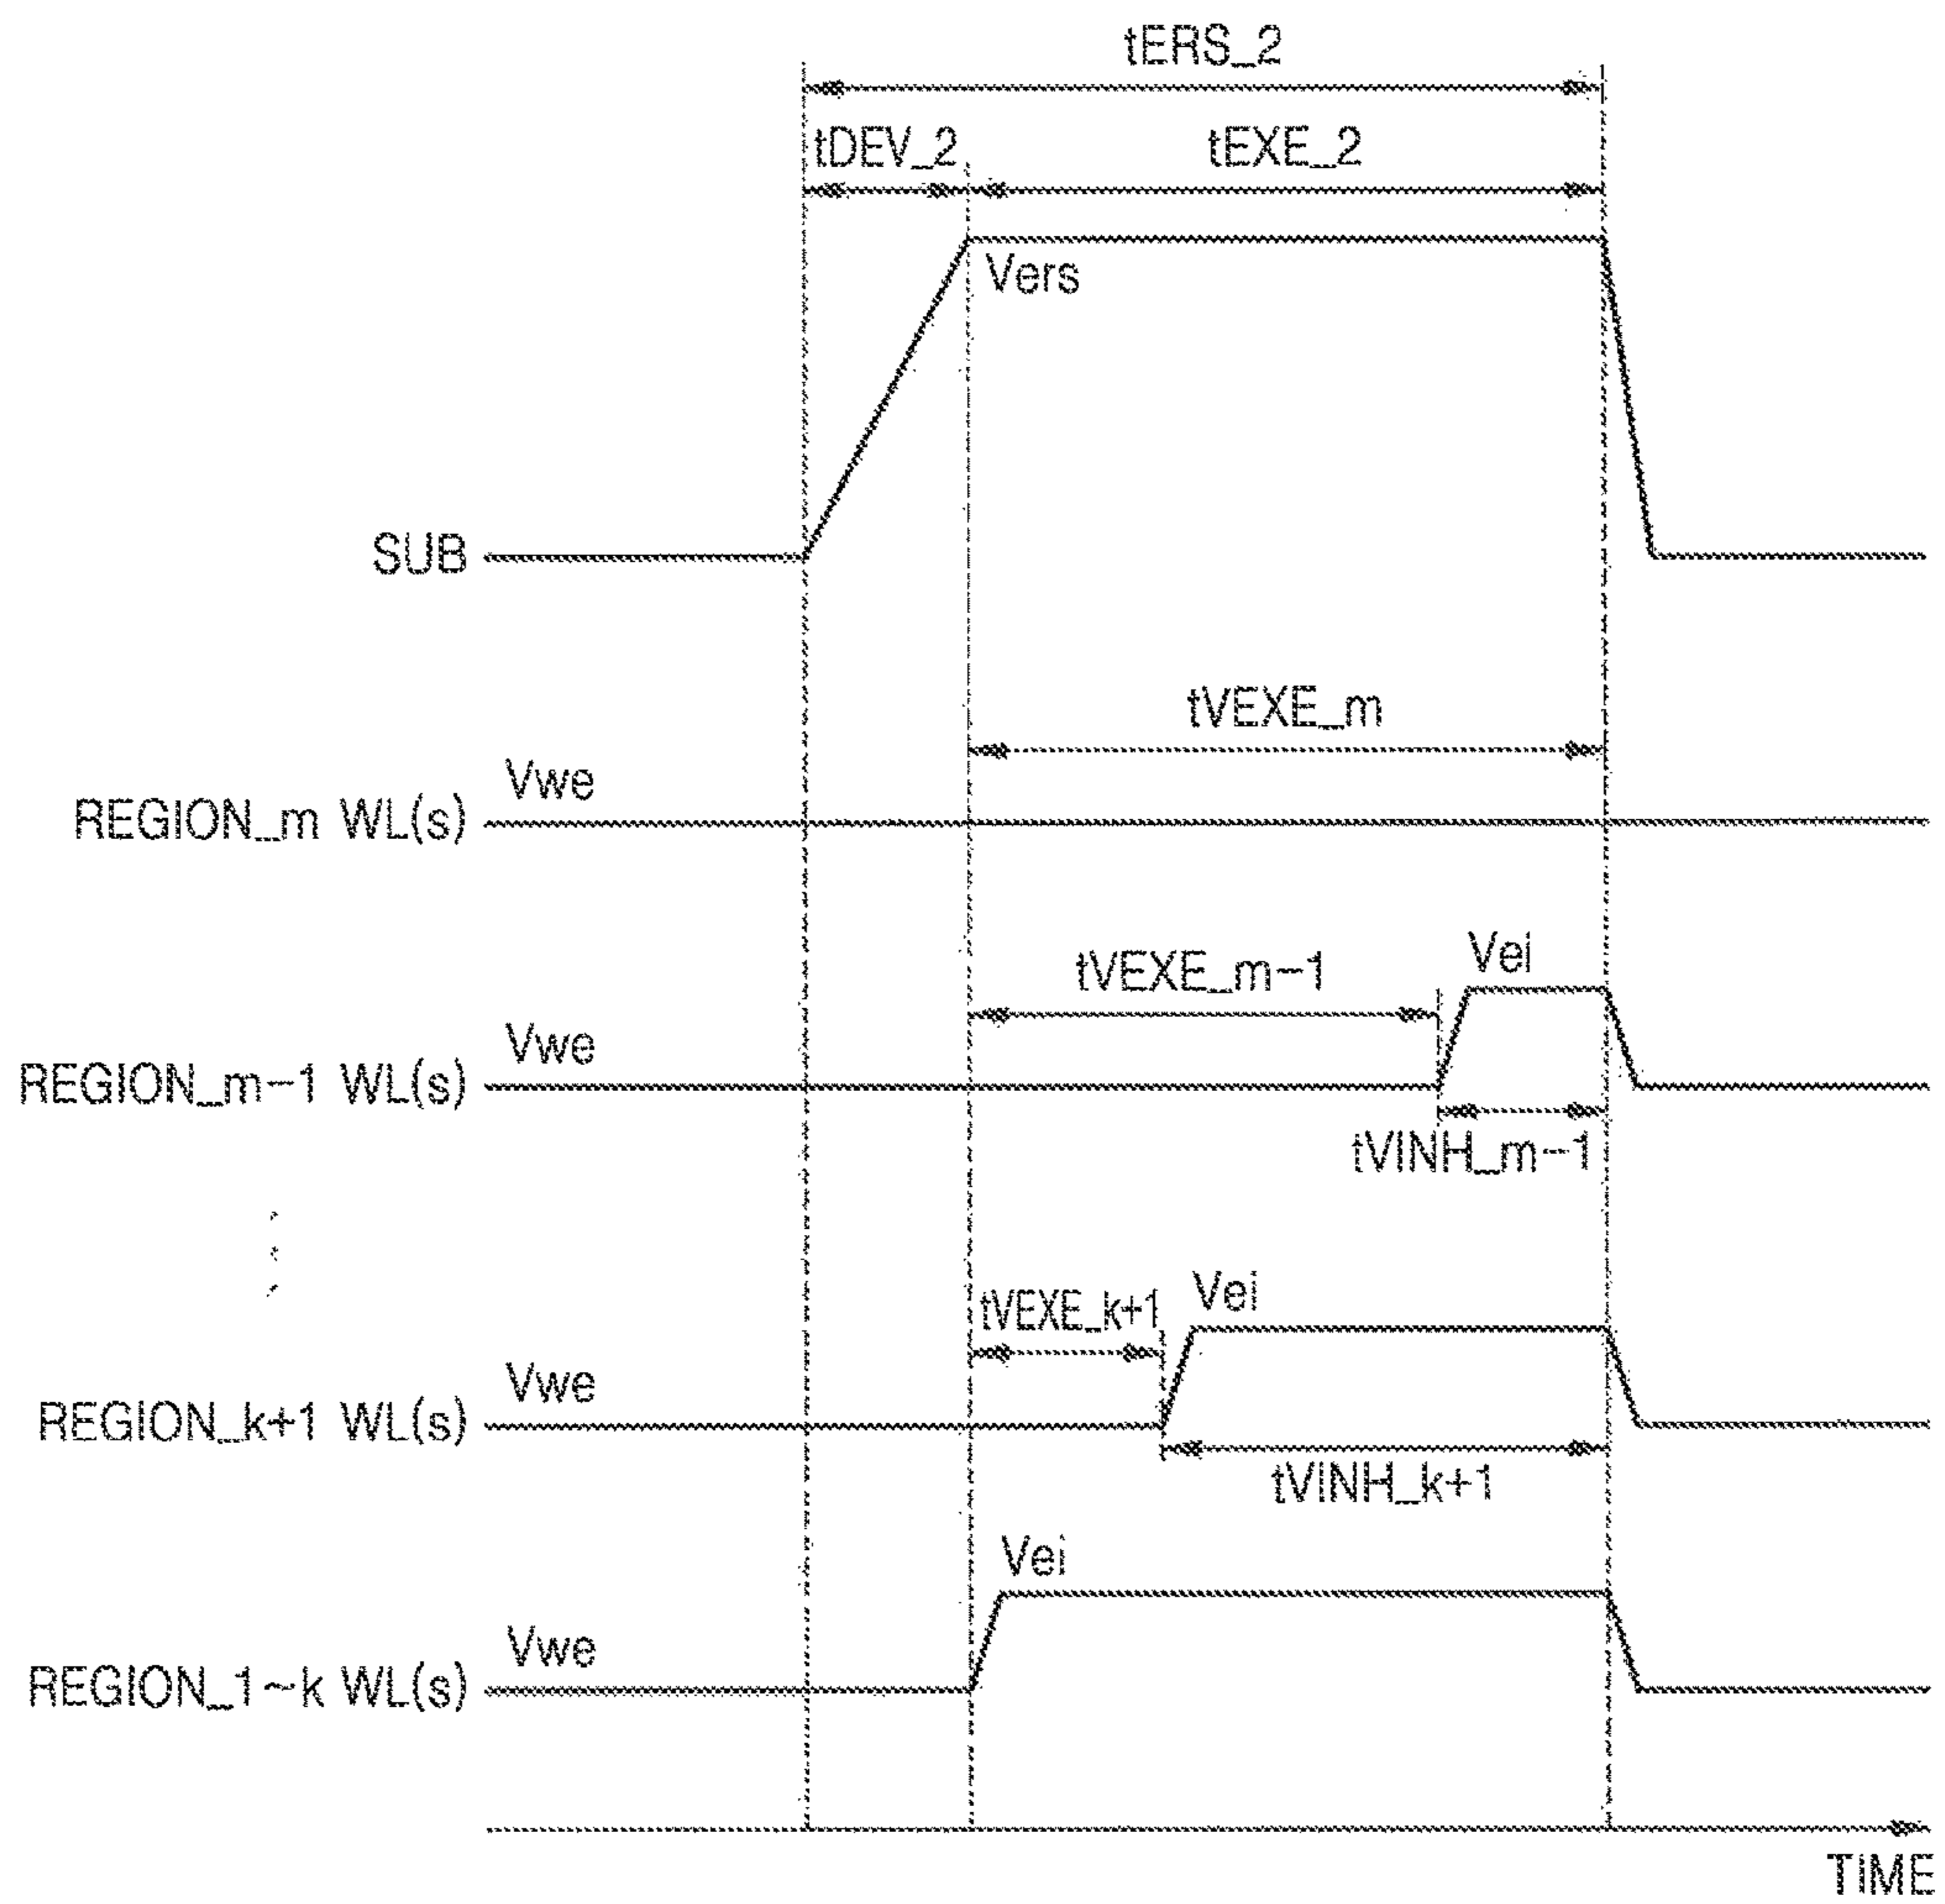 tERS_2
tDEV_2
tEXE_2
Vers
SUB
tVEXE_m
Vwe
REGION_m WL(s)
Vei
tVEXE_m-1
Vwe
REGION_m-1 WL(s)
tVINH_m-1
Vei
tVEXE_k+1
Vwe
REGION_k+1 WL(s)
tVINH_k+1
Vei
Vwe
REGION_1~k WL(s)
TIME